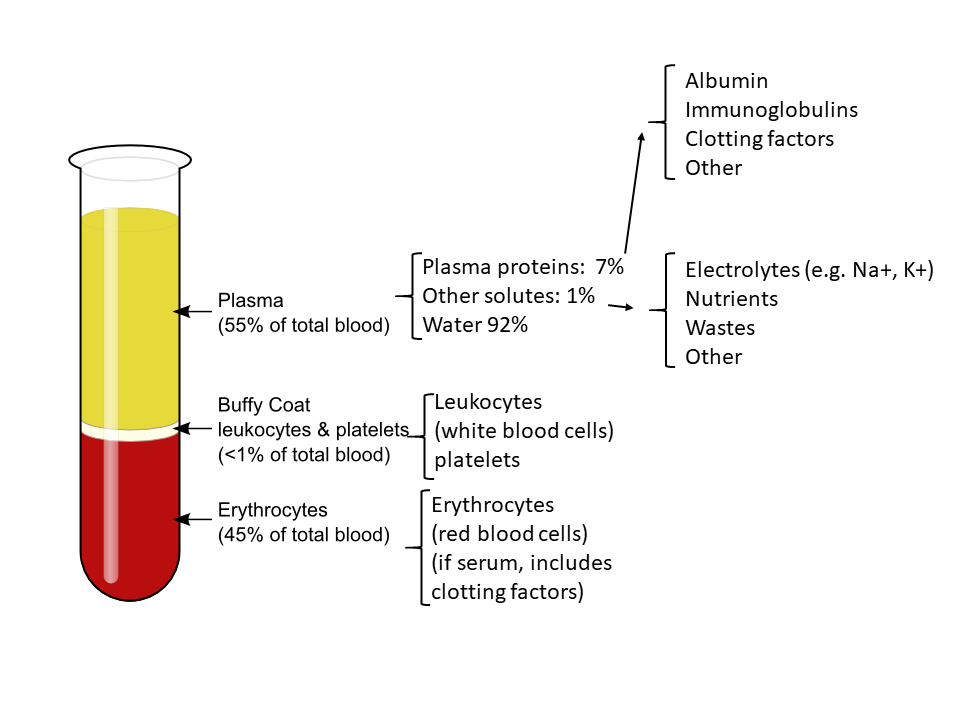 Albumin
Immunoglobulins
Clotting factors
Other
Plasma proteins:  7%
Other solutes: 1%
Water 92%
Electrolytes (e.g. Na+, K+)
Nutrients
Wastes
Other
Plasma
(55% of total blood)
Buffy Coat
leukocytes & platelets
(<1% of total blood)
Leukocytes
(white blood cells)
platelets
Erythrocytes
(45% of total blood)
Erythrocytes
(red blood cells)
(if serum, includes
clotting factors)